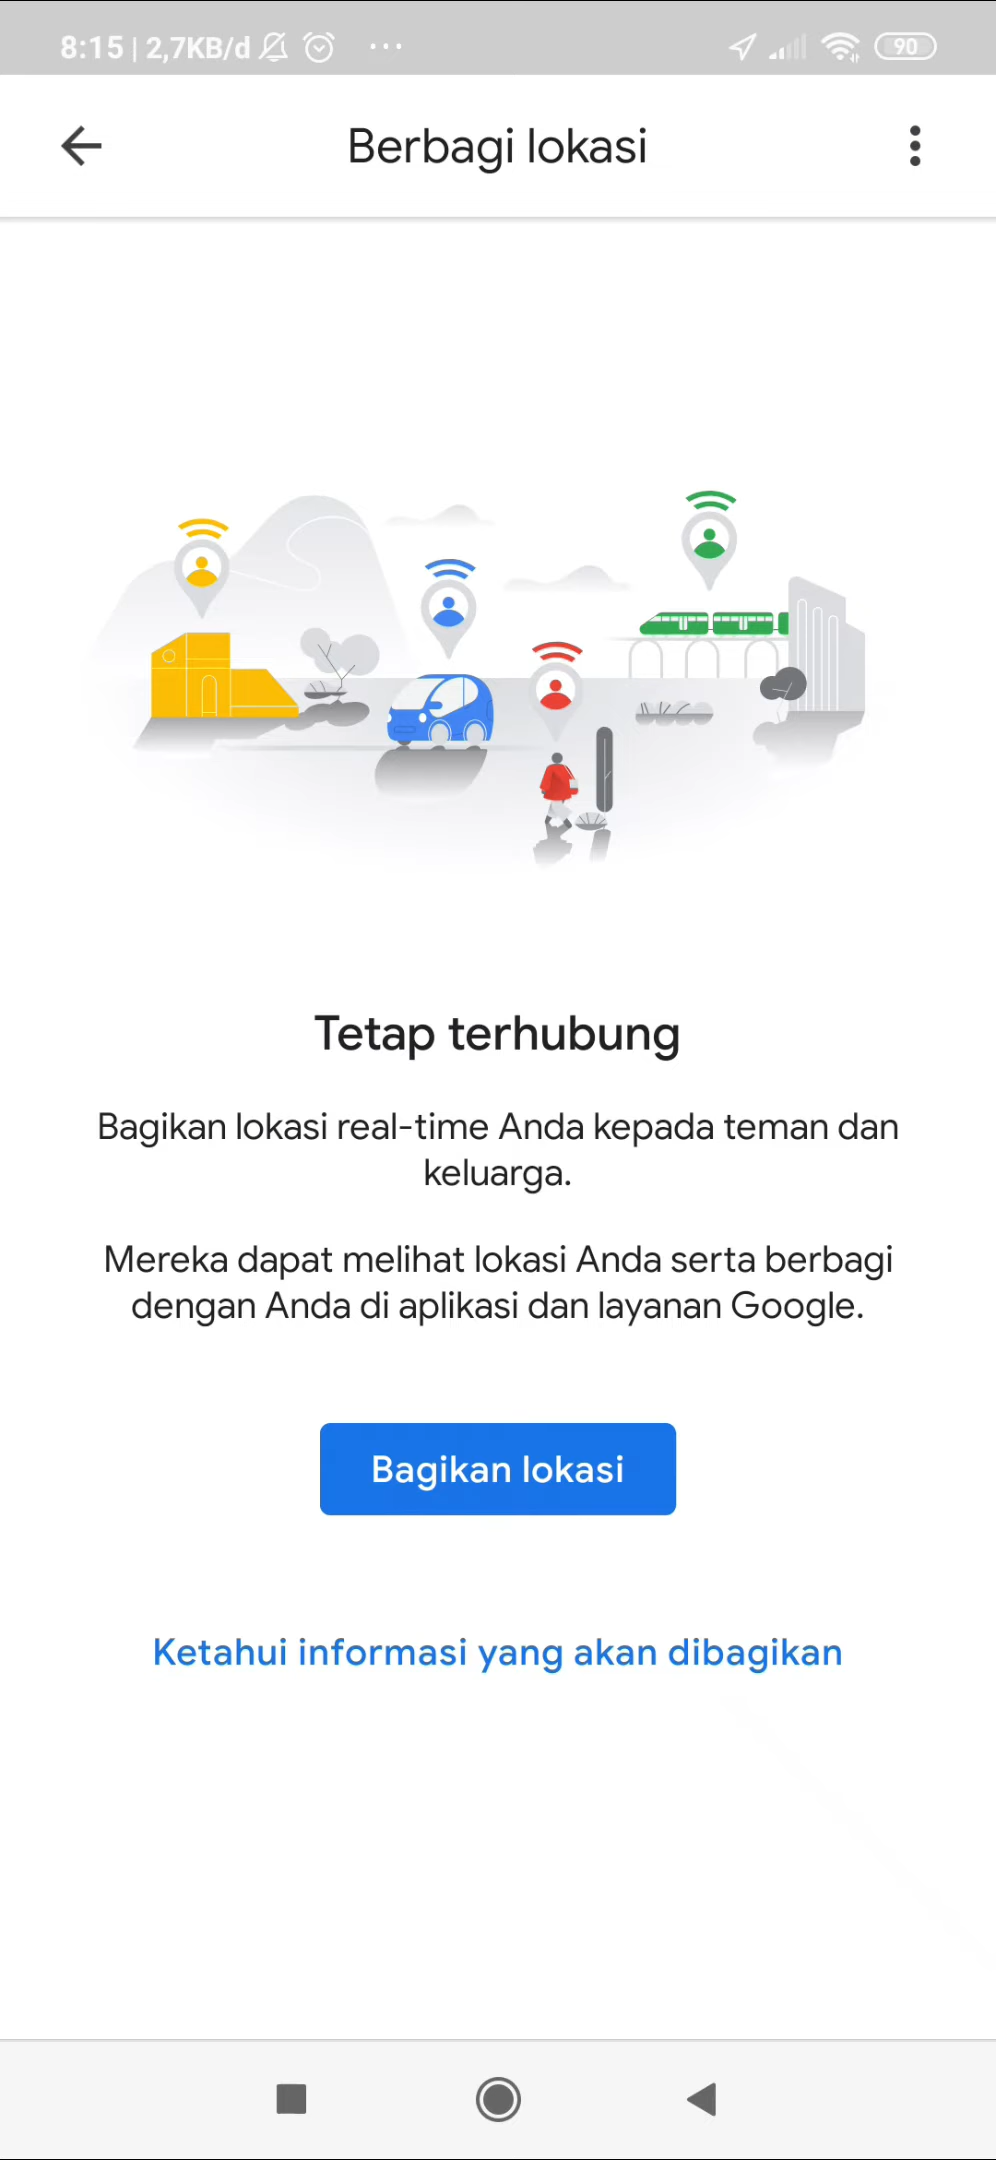 8:15 | 2,7KB/d ... 90
Berbagi lokasi
Tetap terhubung
Bagikan lokasi real-time Anda kepada teman dan
keluarga.
Mereka dapat melihat lokasi Anda serta berbagi
dengan Anda di aplikasi dan layanan Google.
Bagikan lokasi
Ketahui informasi yang akan dibagikan